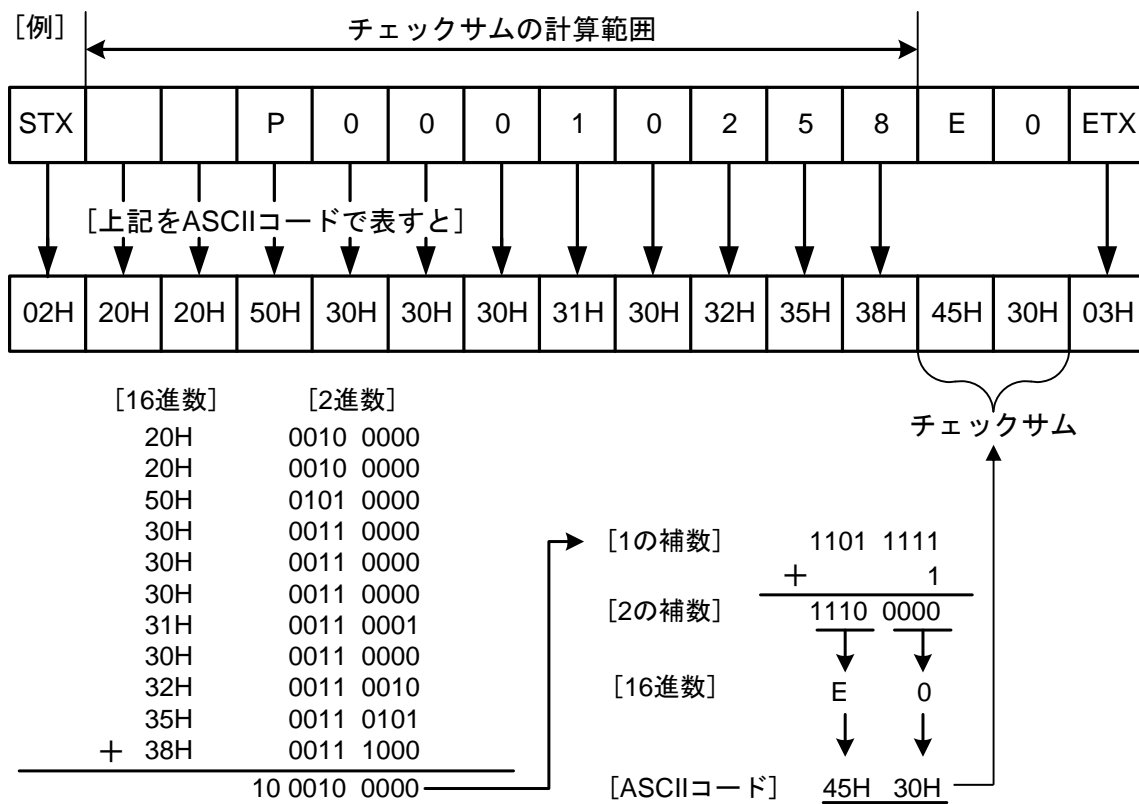 ［例］ チェックサムの計算範囲
STX P 0 0 0 1 0 2 5 8 E 0 ETX
［上記をASCIIコードで表すと］
02H 20H 20H 50H 30H 30H 30H 31H 30H 32H 35H 38H 45H 30H 03H
チェックサム
［16進数］ ［2進数］
20H 0010 0000
20H 0010 0000
50H 0101 0000
30H 0011 0000
30H 0011 0000
30H 0011 0000
31H 0011 0001
30H 0011 0000
32H 0011 0010
35H 0011 0101
＋ 38H 0011 1000
10 0010 0000
［1の補数］ 1101 1111
＋ 1
［2の補数］ 1110 0000
［16進数］ E 0
［ASCIIコード］ 45H 30H